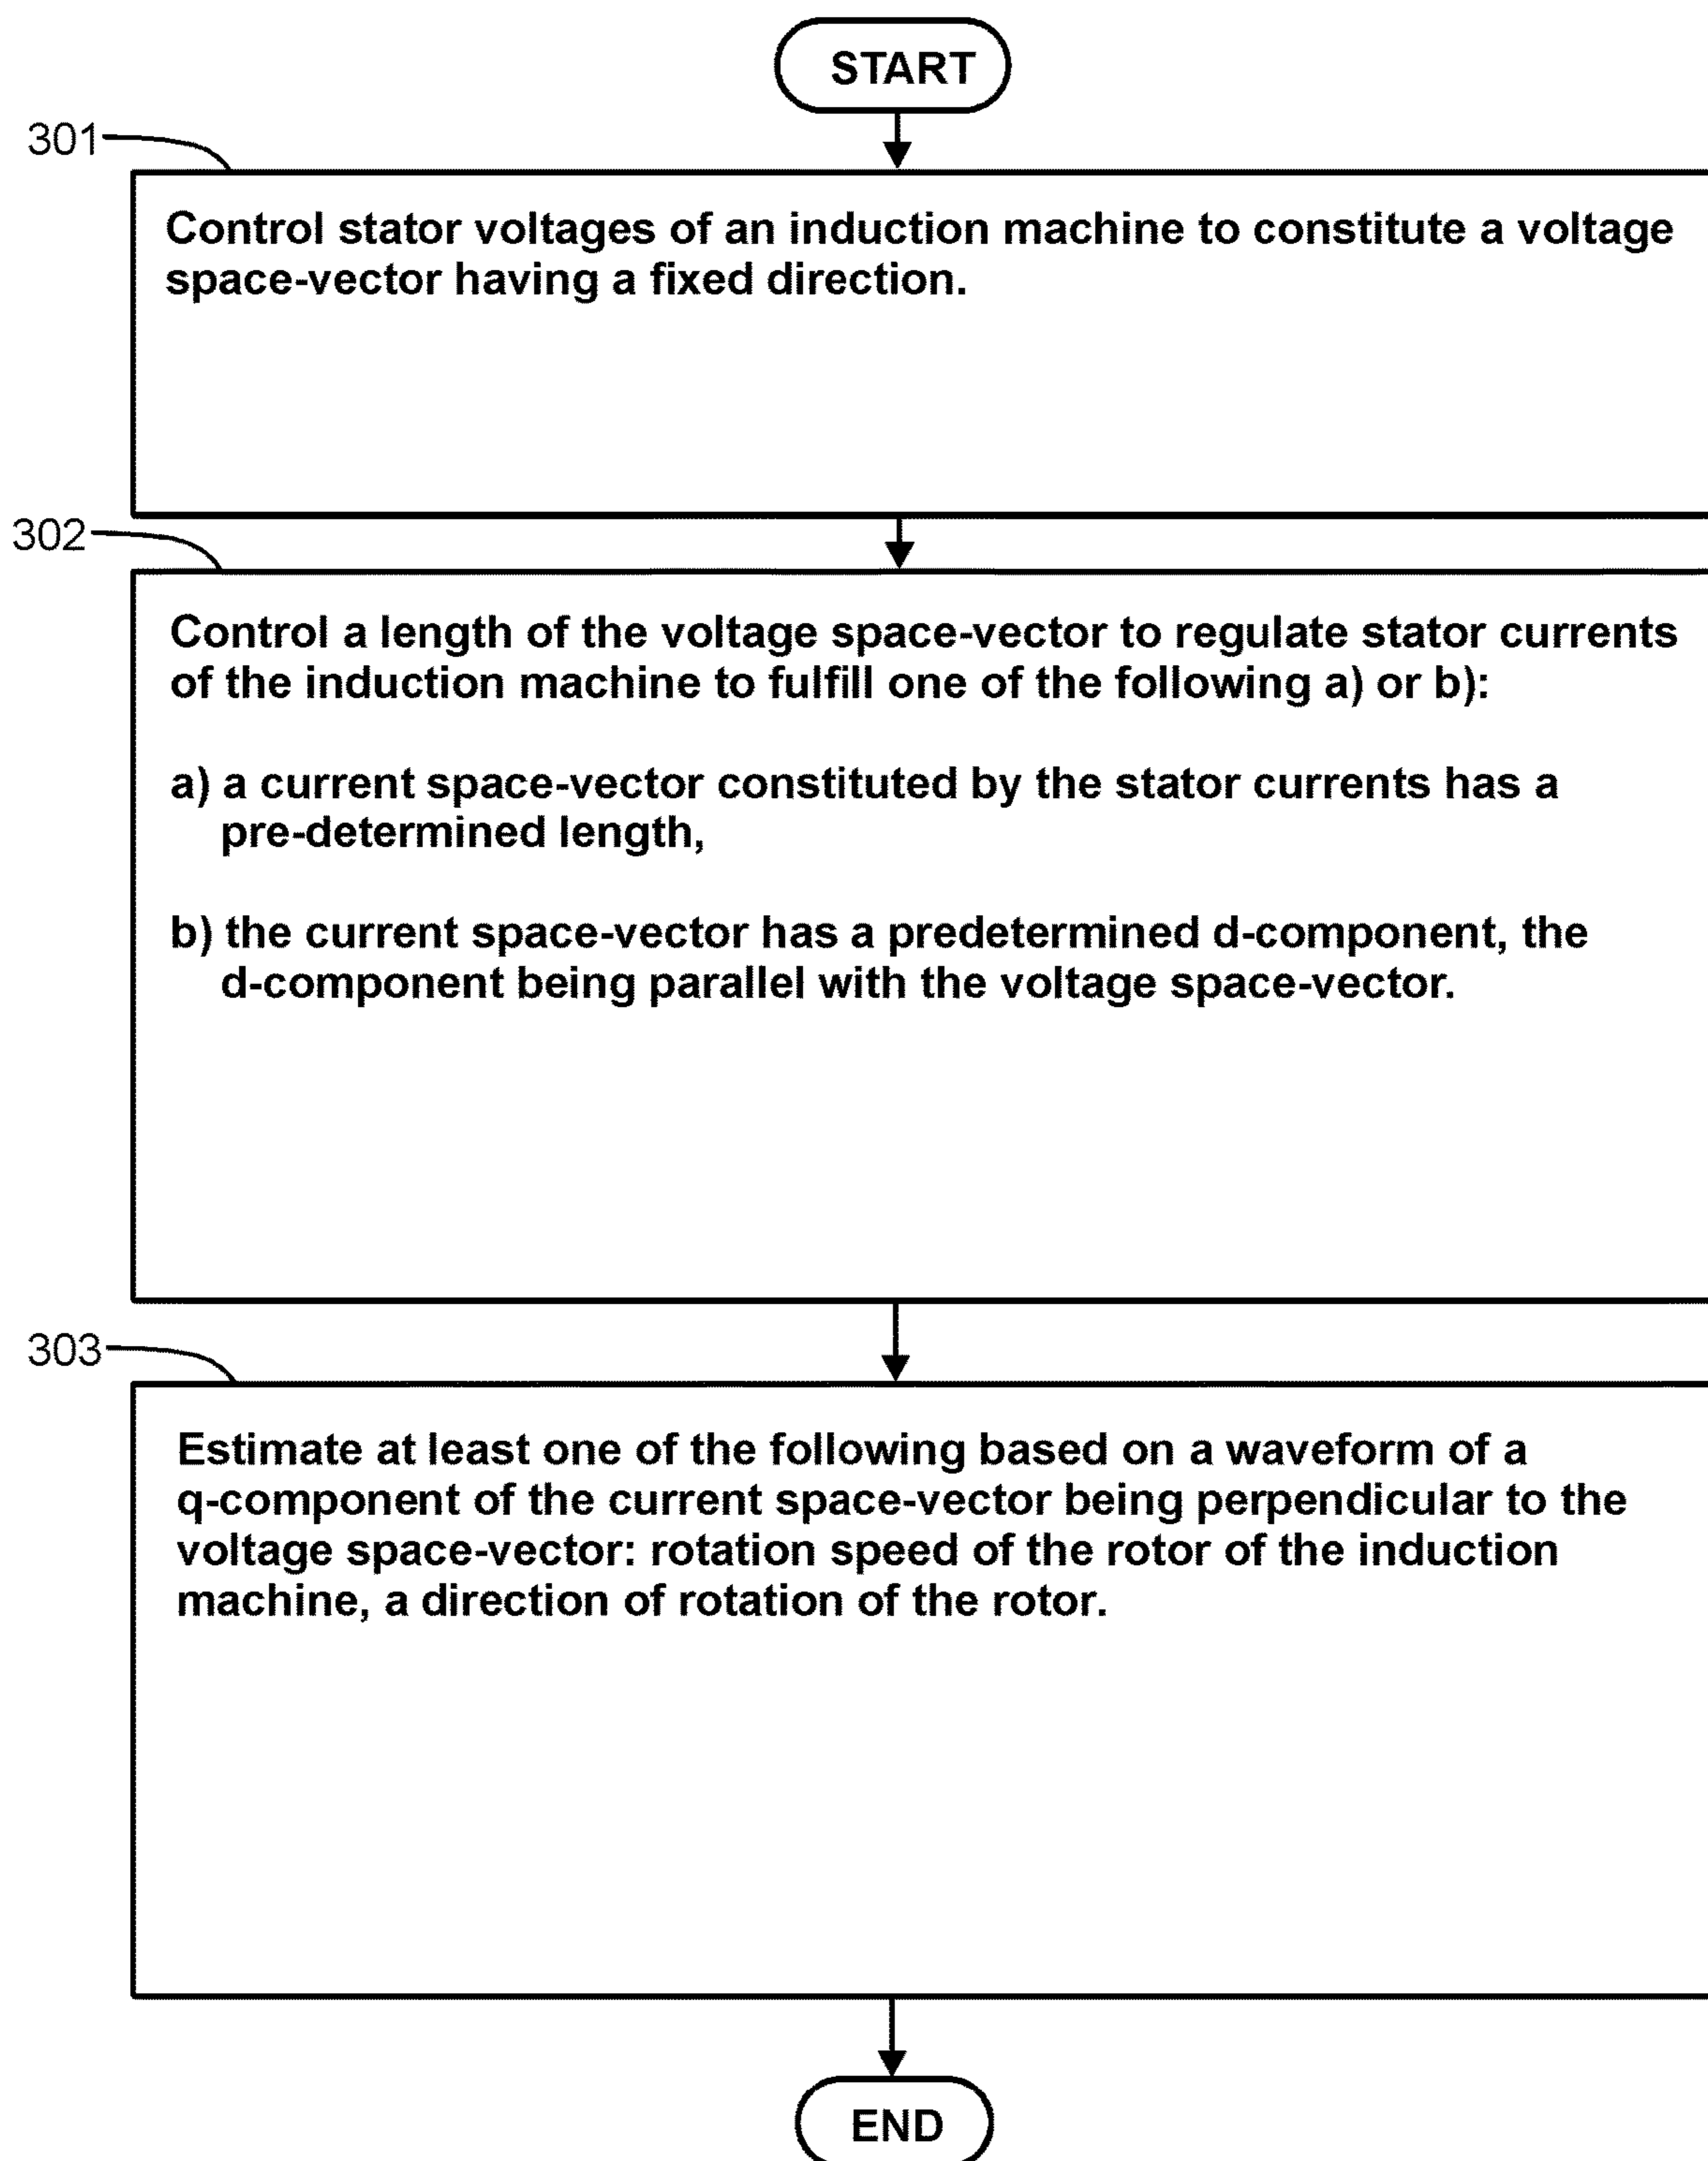 START
301
Control stator voltages of an induction machine to constitute a voltage
space-vector having a fixed direction.
302
Control a length of the voltage space-vector to regulate stator currents
of the induction machine to fulfill one of the following a) or b):
a) a current space-vector constituted by the stator currents has a
pre-determined length,
b) the current space-vector has a predetermined d-component, the
d-component being parallel with the voltage space-vector.
303
Estimate at least one of the following based on a waveform of a
q-component of the current space-vector being perpendicular to the
voltage space-vector: rotation speed of the rotor of the induction
machine, a direction of rotation of the rotor.
END